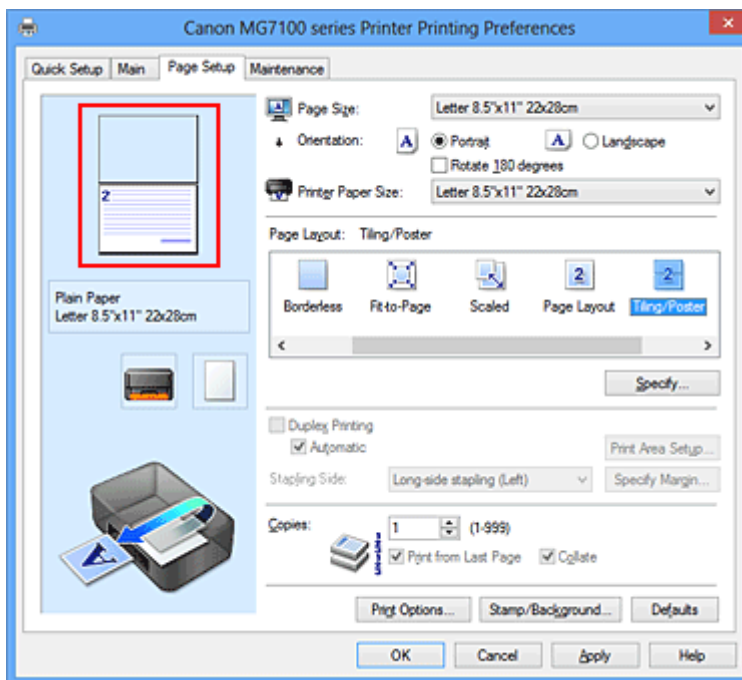 Canon MG7100 series Printer Printing Preferences
Quick Setup Main Page Setup Maintenance
2
Plain Paper
Letter 8.5"x11" 22x28cm
A
Page Size: Letter 8.5"x11" 22x28cm
Orientation: A Portrait A Landscape
Rotate 180 degrees
Printer Paper Size: Letter 8.5"x11" 22x28cm
Page Layout: Tiling/Poster
2 2
Borderless Fit-to-Page Scaled Page Layout Tiling/Poster
Specify...
Duplex Printing
Automatic Print Area Setup...
Stapling Side: Long-side stapling (Left) Specify Margin...
Copies: 1 (1-999)
Print from Last Page Collate
Print Options... Stamp/Background... Defaults
OK Cancel Apply Help